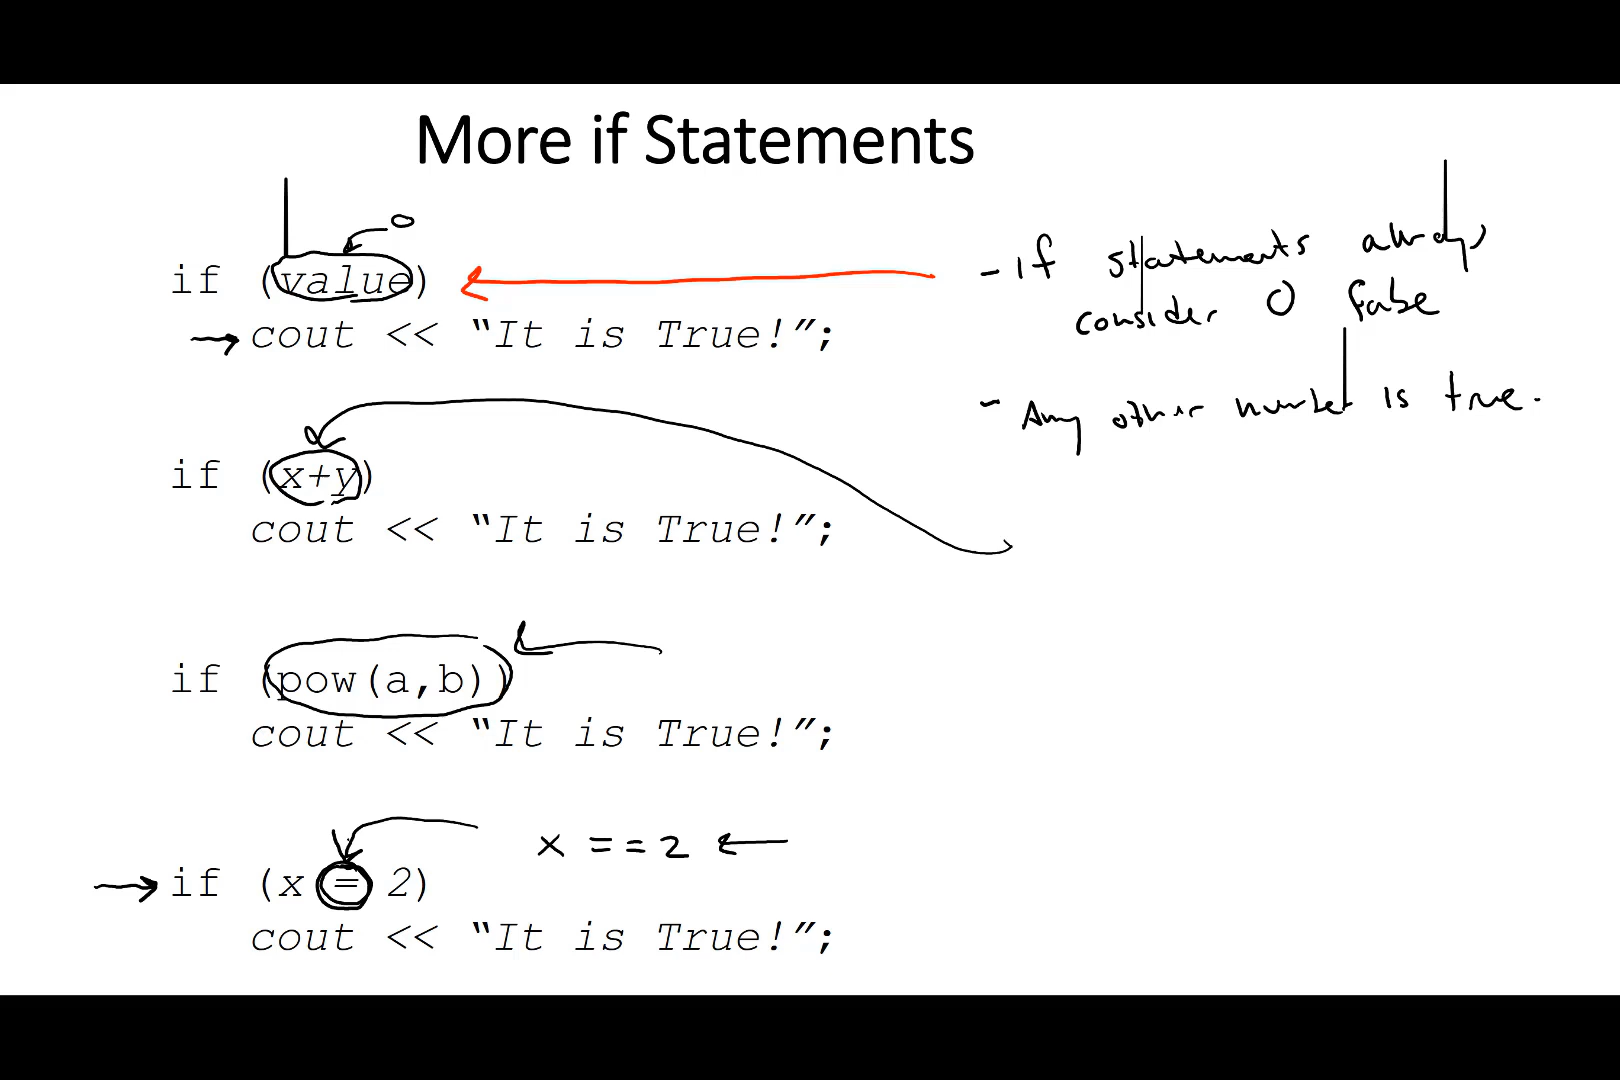 More if Statements
0
if (value)
cout << “It is True!”;
- If statements always
consider 0 false
- Any other number is true.
if (x+y)
cout << “It is True!”;
if (pow(a,b))
cout << “It is True!”;
x == 2
if (x = 2)
cout << “It is True!”;